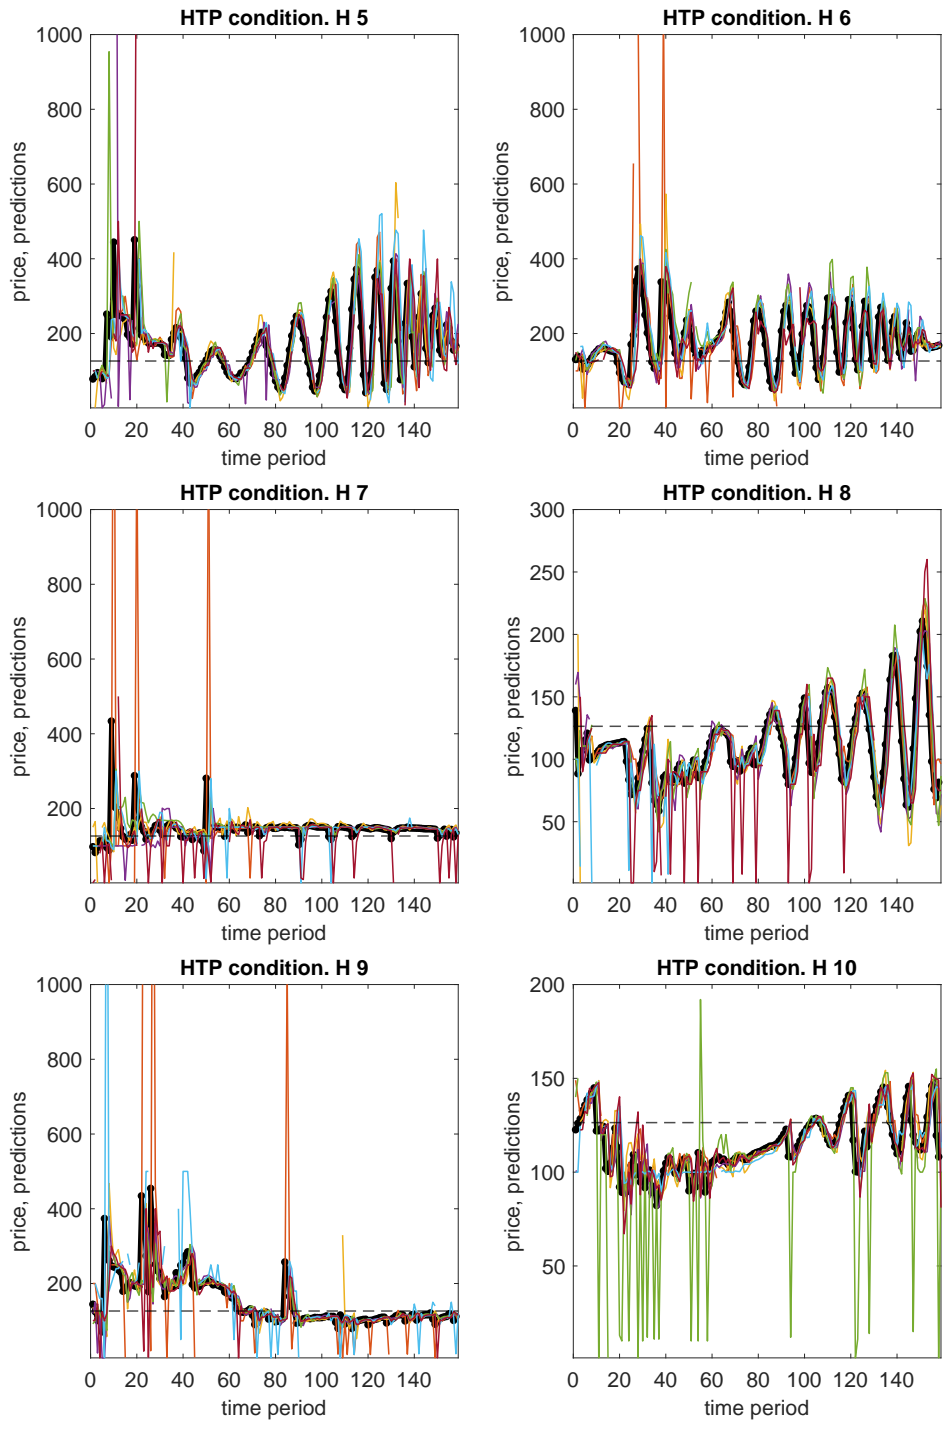 HTP condition. H 5
1000
800
600
400
200
0 20 40 60 80 100 120 140
price, predictions
time period
HTP condition. H 6
1000
800
600
400
200
0 20 40 60 80 100 120 140
price, predictions
time period
HTP condition. H 7
1000
800
600
400
200
0 20 40 60 80 100 120 140
price, predictions
time period
HTP condition. H 8
300
250
200
150
100
50
0 20 40 60 80 100 120 140
price, predictions
time period
HTP condition. H 9
1000
800
600
400
200
0 20 40 60 80 100 120 140
price, predictions
time period
HTP condition. H 10
200
150
100
50
0 20 40 60 80 100 120 140
price, predictions
time period